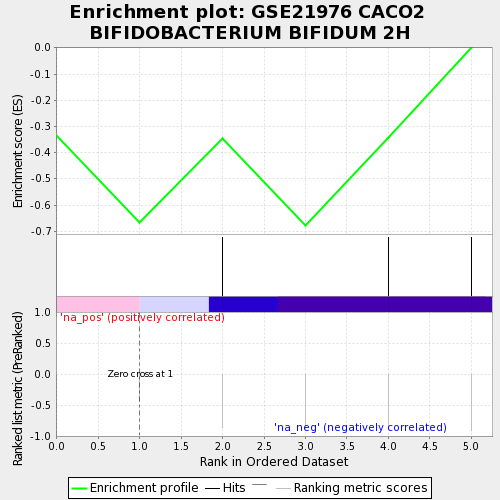 Enrichment plot: GSE21976 CACO2
BIFIDOBACTERIUM BIFIDUM 2H
Enrichment score (ES)
0.0
-0.1
-0.2
-0.3
-0.4
-0.5
-0.6
-0.7
Ranked list metric (PreRanked)
1.0
0.5
0.0
-0.5
-1.0
'na_pos' (positively correlated)
Zero cross at 1
'na_neg' (negatively correlated)
0.0 0.5 1.0 1.5 2.0 2.5 3.0 3.5 4.0 4.5 5.0
Rank in Ordered Dataset
Enrichment profile Hits Ranking metric scores